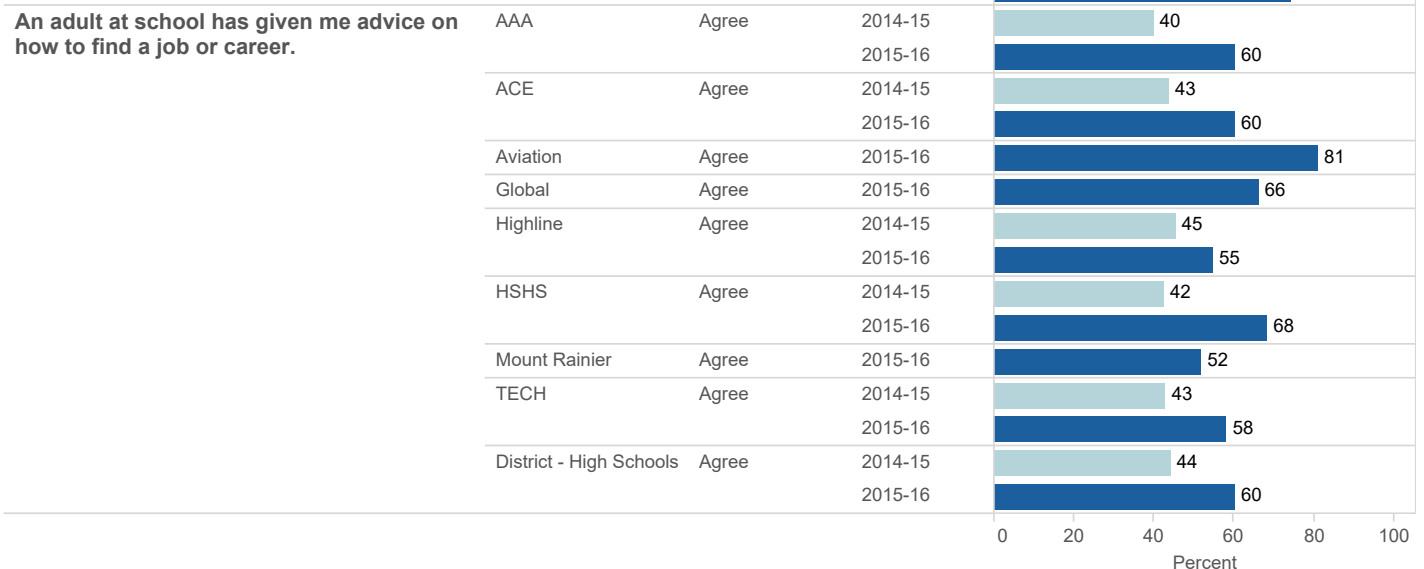 An adult at school has given me advice on
how to find a job or career.
AAA Agree 2014-15 40
2015-16 60
ACE Agree 2014-15 43
2015-16 60
Aviation Agree 2015-16 81
Global Agree 2015-16 66
Highline Agree 2014-15 45
2015-16 55
HSHS Agree 2014-15 42
2015-16 68
Mount Rainier Agree 2015-16 52
TECH Agree 2014-15 43
2015-16 58
District - High Schools Agree 2014-15 44
2015-16 60
0 20 40 60 80 100
Percent